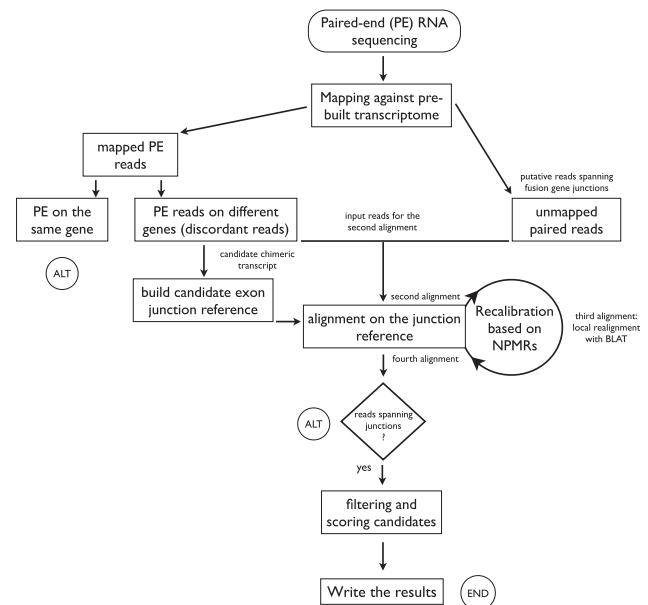 Paired-end (PE) RNA
sequencing
Mapping against pre-
built transcriptome
mapped PE
reads
putative reads spanning
fusion gene junctions
PE on the
same gene
PE reads on different
genes (discordant reads)
input reads for the
second alignment
unmapped
paired reads
ALT
candidate chimeric
transcript
build candidate exon
junction reference
second alignment
alignment on the junction
reference
Recalibration
based on
NPMRs
third alignment:
local realignment
with BLAT
fourth alignment
ALT
reads spanning
junctions
?
yes
filtering and
scoring candidates
Write the results
END